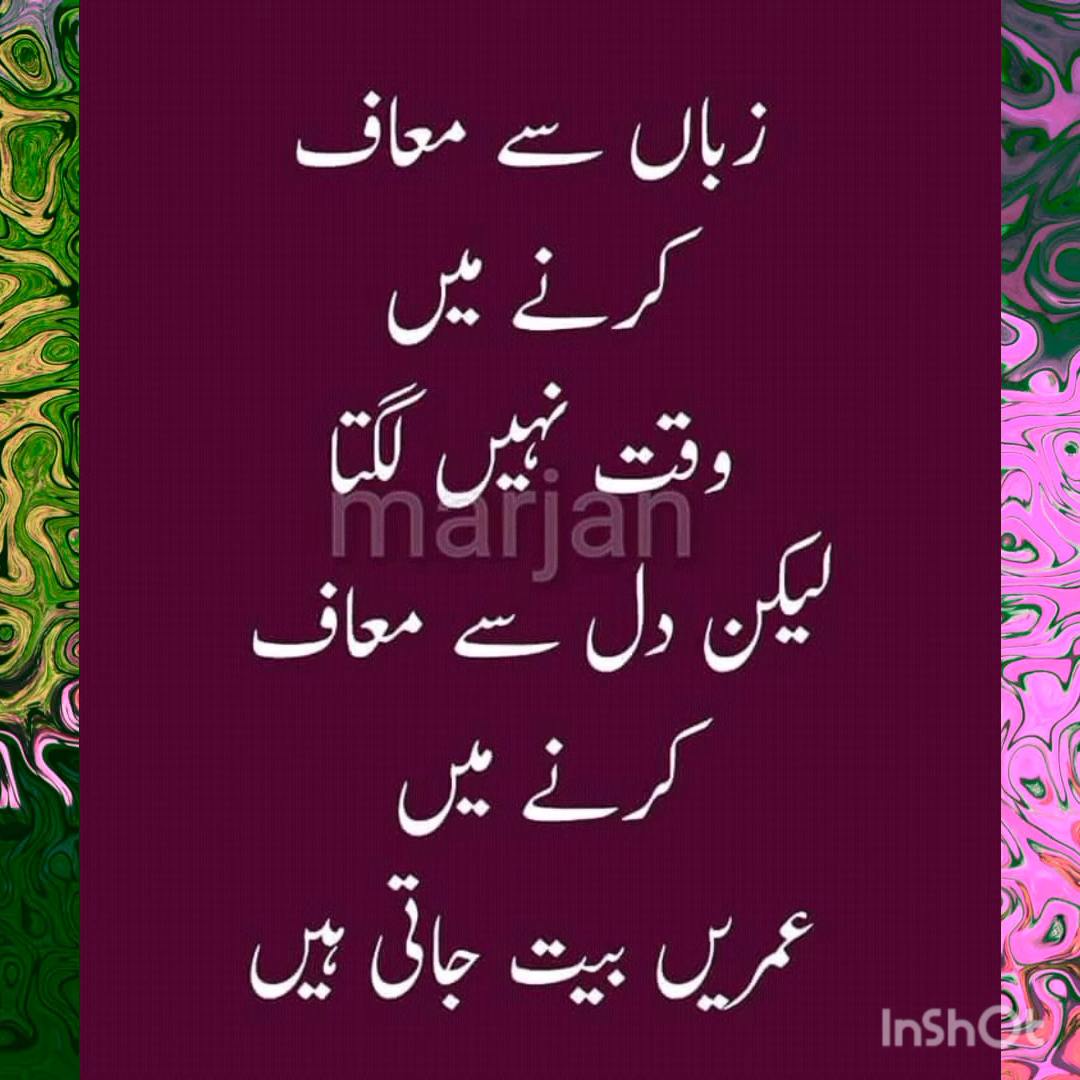 زباں سے معاف
کرنے میں
وقت نہیں لگتا
marjan
لیکن دل سے معاف
کرنے میں
عمریں بیت جاتی ہیں
InShOt